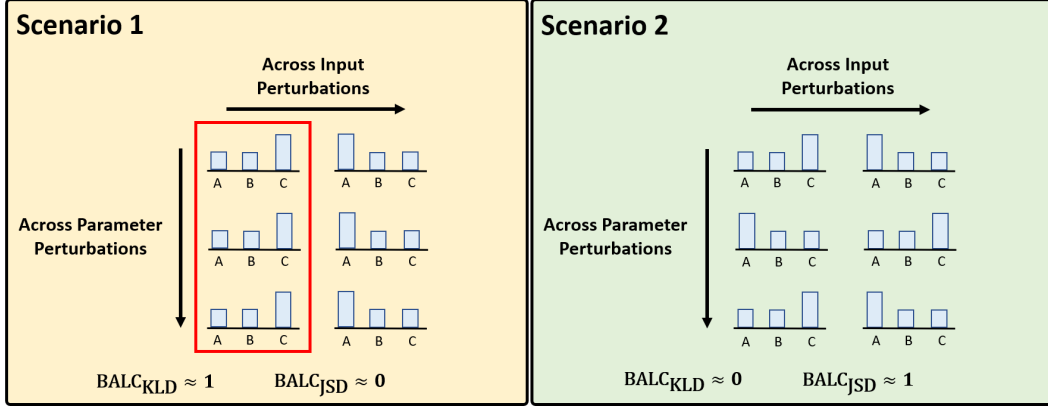 Scenario 1
Across Input
Perturbations
A B C A B C
Across Parameter
Perturbations
A B C A B C
A B C A B C
BALC_KLD ≈ 1 BALC_JSD ≈ 0
Scenario 2
Across Input
Perturbations
A B C A B C
Across Parameter
Perturbations
A B C A B C
A B C A B C
BALC_KLD ≈ 0 BALC_JSD ≈ 1